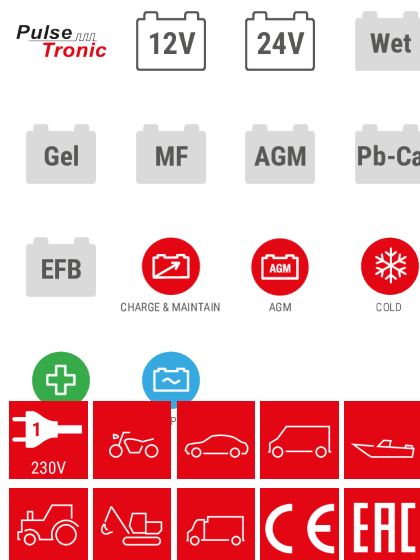 Pulse
Tronic
12V
24V
Wet
Gel
MF
AGM
Pb-Ca
EFB
AGM
CHARGE & MAINTAIN
AGM
COLD
P
1
230V
CE
EAC